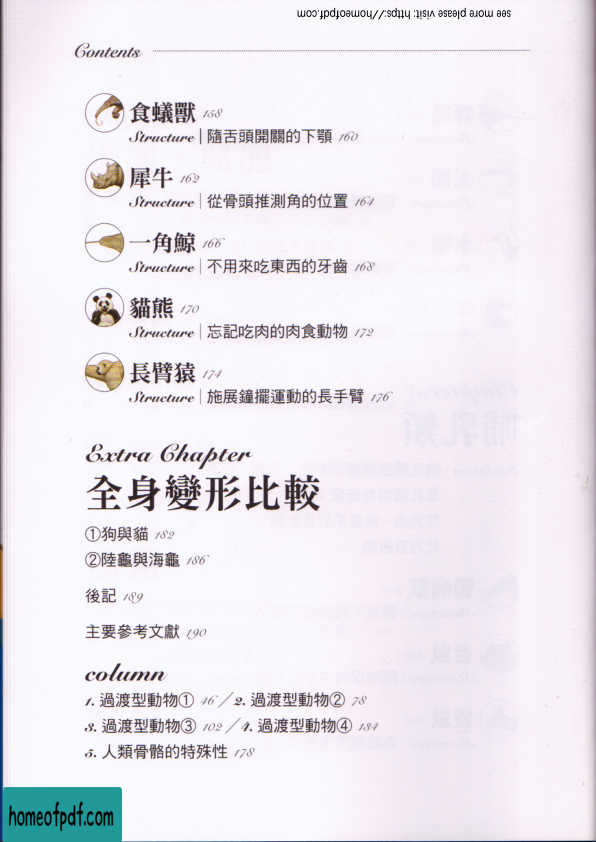 see more please visit: https://homeofpdf.com
Contents
食蟻獸 158
Structure｜隨舌頭開關的下顎 160
犀牛 162
Structure｜從骨頭推測角的位置 164
一角鯨 166
Structure｜不用來吃東西的牙齒 168
貓熊 170
Structure｜忘記吃肉的肉食動物 172
長臂猿 174
Structure｜施展鐘擺運動的長手臂 176
Extra Chapter
全身變形比較
①狗與貓 182
②陸龜與海龜 186
後記 189
主要參考文獻 190
column
1. 過渡型動物① 46／2. 過渡型動物② 78
3. 過渡型動物③ 102／4. 過渡型動物④ 134
5. 人類骨骼的特殊性 178
homeofpdf.com